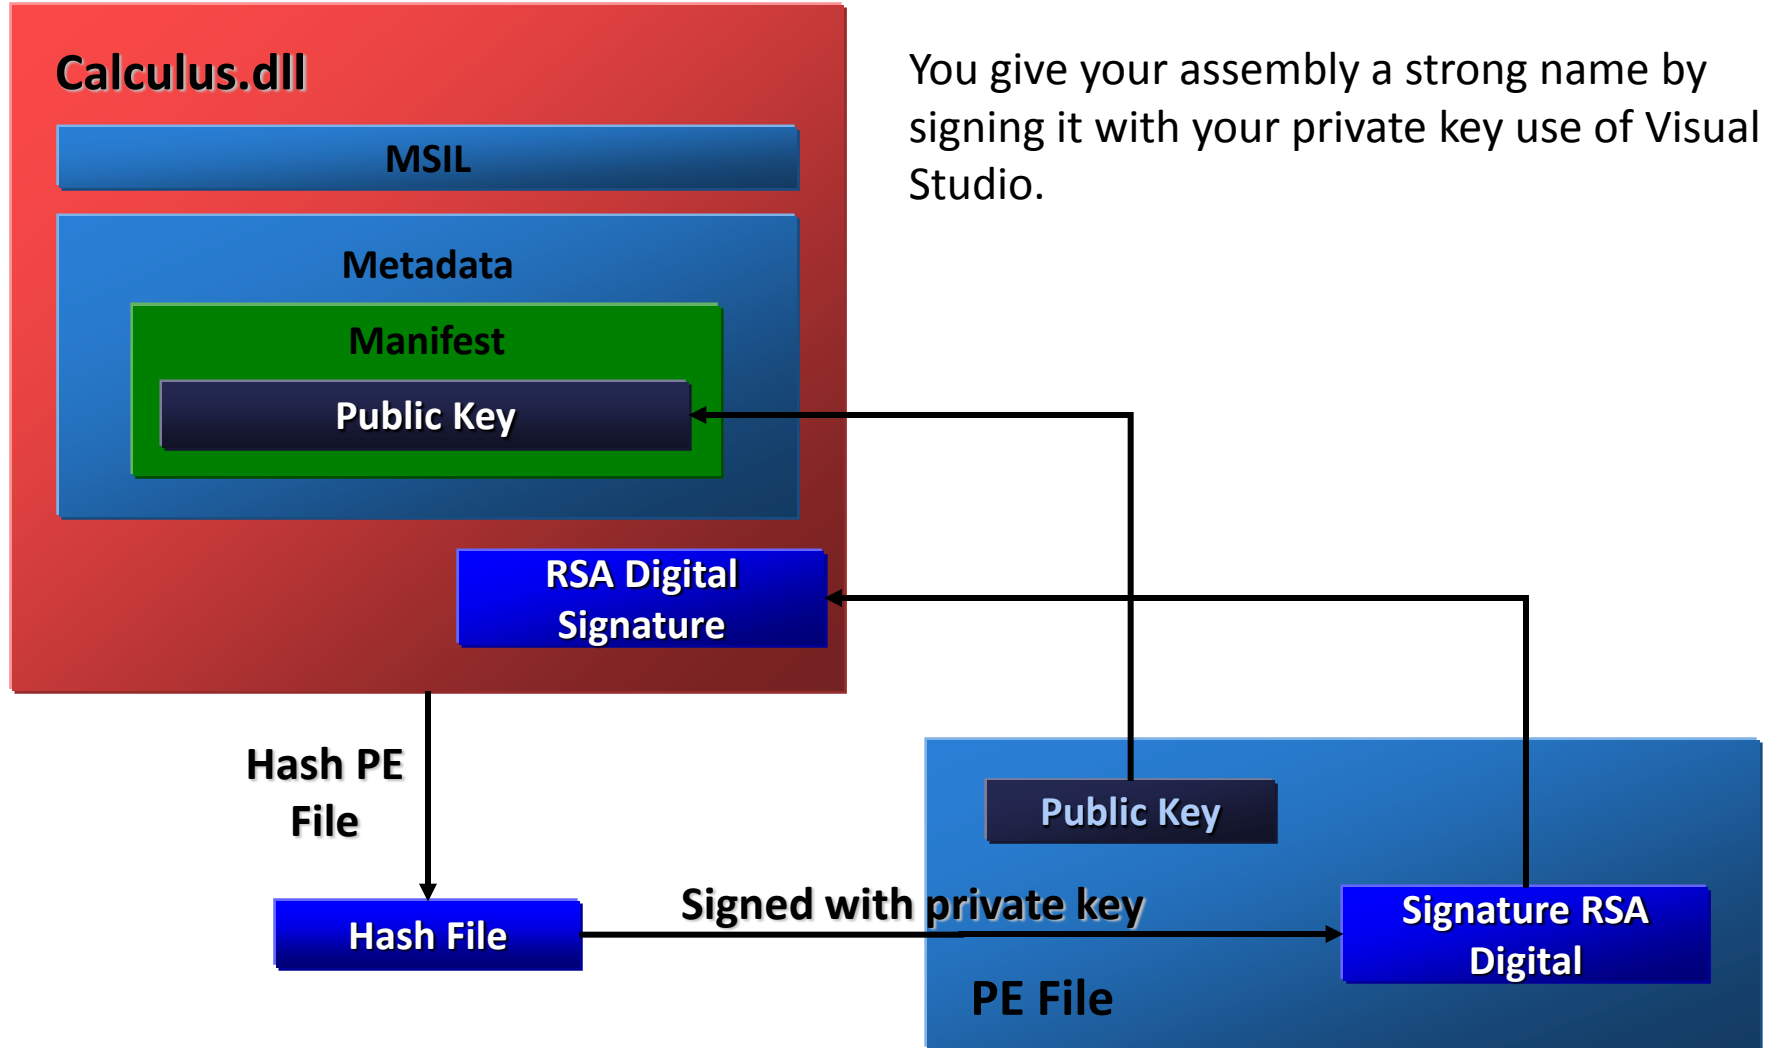 Calculus.dll
MSIL
Metadata
Manifest
Public Key
RSA Digital
Signature
You give your assembly a strong name by
signing it with your private key use of Visual
Studio.
Hash PE
File
Hash File
Signed with private key
Public Key
Signature RSA
Digital
PE File